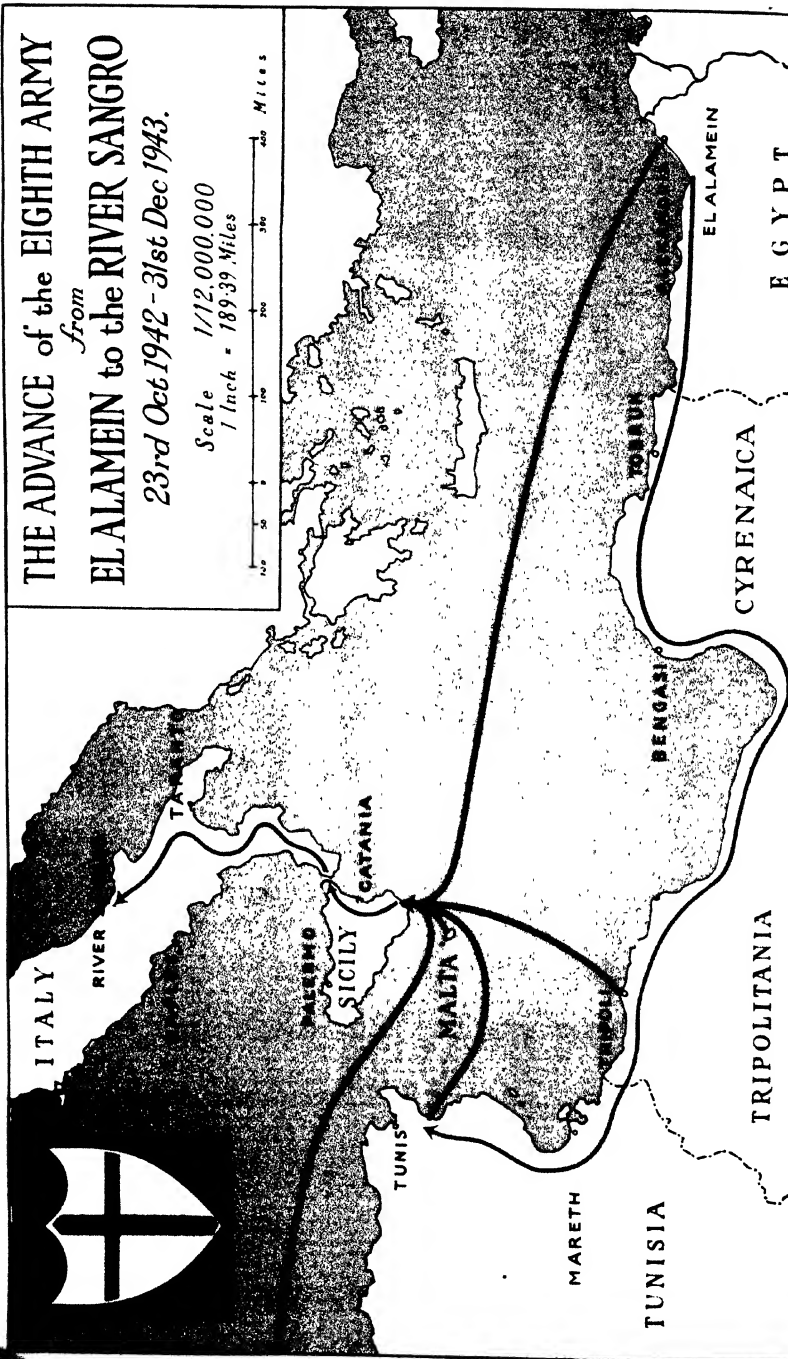 THE ADVANCE of the EIGHTH ARMY
from
EL ALAMEIN to the RIVER SANGRO
23rd Oct 1942 - 31st Dec 1943.
Scale 1/12.000.000
1 Inch = 189·39 Miles
50 0 100 200 300 400 Miles
ITALY
RIVER
TARANTO
PALERMO
CATANIA
SICILY
TUNIS
MALTA
MARETH
TRIPOLI
BENGASI
TOBRUK
EL ALAMEIN
TUNISIA
TRIPOLITANIA
CYRENAICA
EGYPT